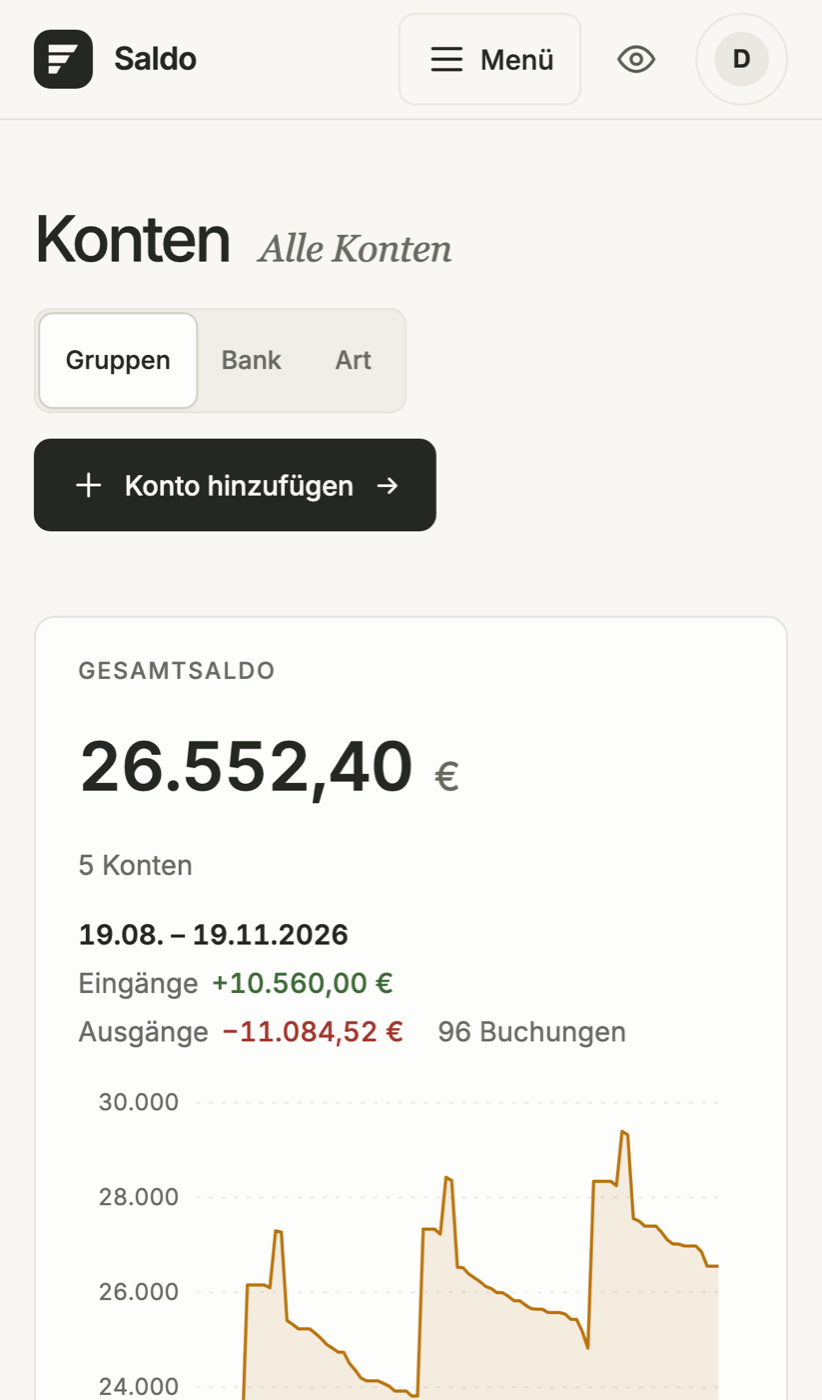 Saldo
Menü
D
Konten Alle Konten
Gruppen Bank Art
Konto hinzufügen
GESAMTSALDO
26.552,40 €
5 Konten
19.08. – 19.11.2026
Eingänge +10.560,00 €
Ausgänge −11.084,52 € 96 Buchungen
30.000
28.000
26.000
24.000